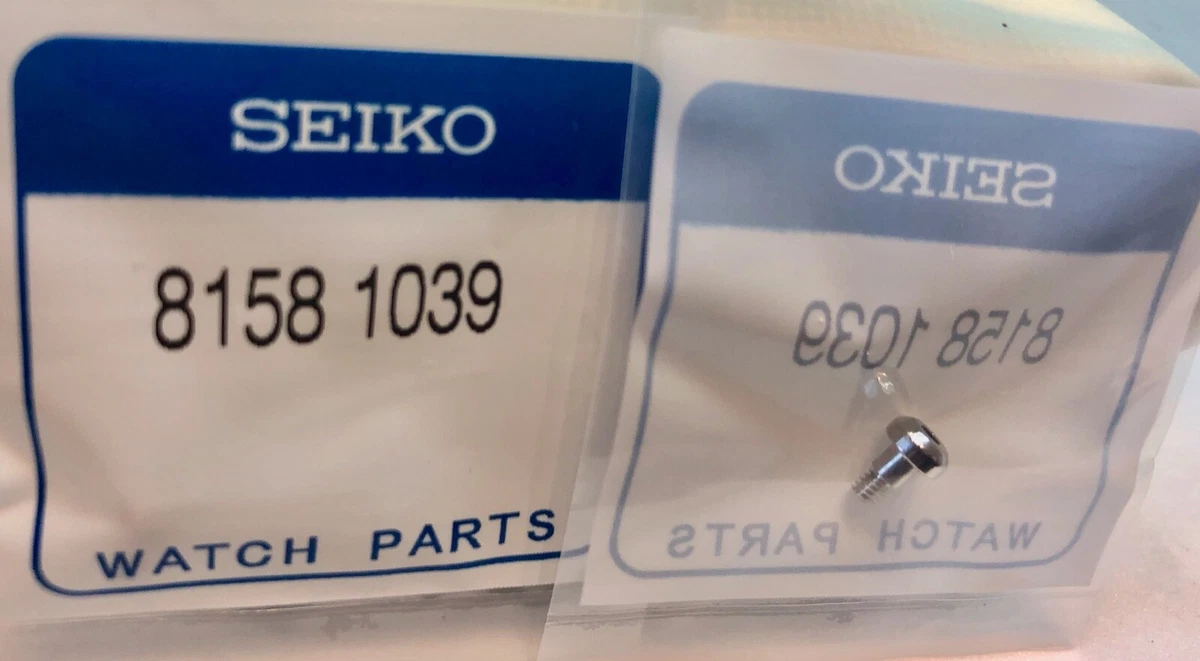 SEIKO
8158 1039
WATCH PARTS
SEIKO
8158 1039
WATCH PARTS